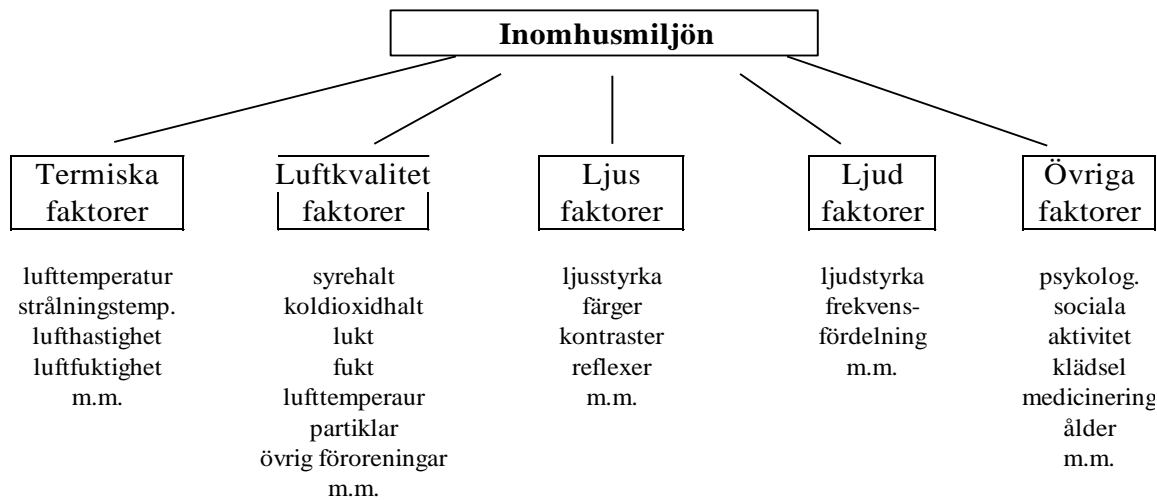 Inomhusmiljön
Termiska
faktorer
lufttemperatur
strålningstemp.
lufthastighet
luftfuktighet
m.m.
Luftkvalitet
faktorer
syrehalt
koldioxidhalt
lukt
fukt
lufttemperaur
partiklar
övrig föroreningar
m.m.
Ljus
faktorer
ljusstyrka
färger
kontraster
reflexer
m.m.
Ljud
faktorer
ljudstyrka
frekvens-
fördelning
m.m.
Övriga
faktorer
psykolog.
sociala
aktivitet
klädsel
medicinering
ålder
m.m.